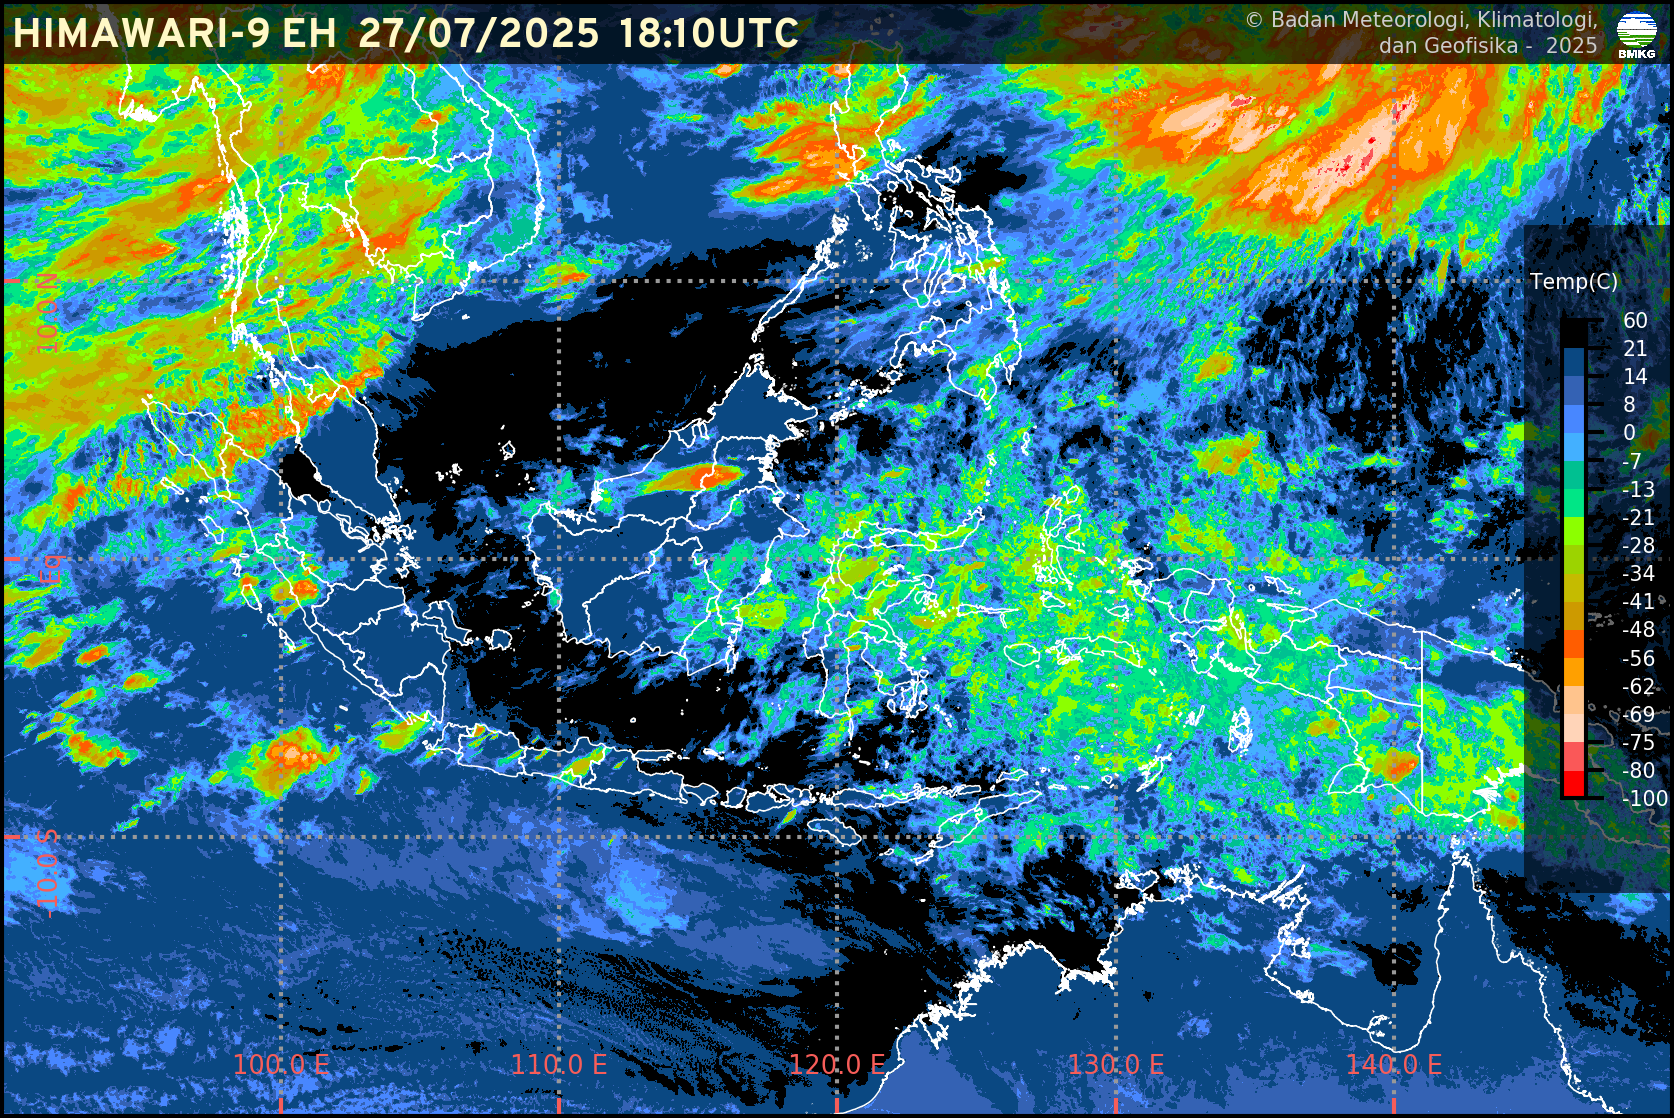 HIMAWARI-9 EH 27/07/2025 18:10UTC
© Badan Meteorologi, Klimatologi,
dan Geofisika - 2025
BMKG
Temp(C)
60
21
14
8
0
-7
-13
-21
-28
-34
-41
-48
-56
-62
-69
-75
-80
-100
10.0 N
Eq
-10.0 S
100.0 E
110.0 E
120.0 E
130.0 E
140.0 E